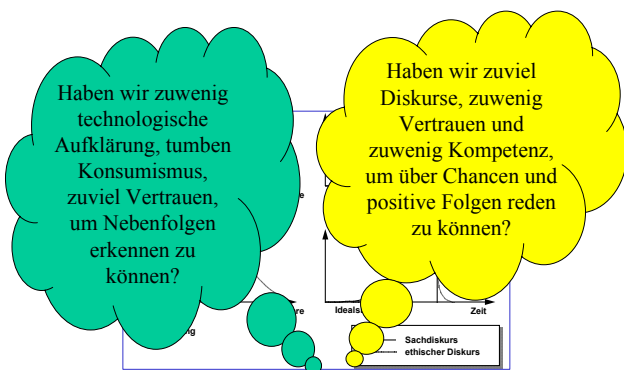 Haben wir zuwenig
technologische
Aufklärung, tumben
Konsumismus,
zuviel Vertrauen,
um Nebenfolgen
erkennen zu
können?
Haben wir zuviel
Diskurse, zuwenig
Vertrauen und
zuwenig Kompetenz,
um über Chancen und
positive Folgen reden
zu können?
Zeit
Sachdiskurs
ethischer Diskurs